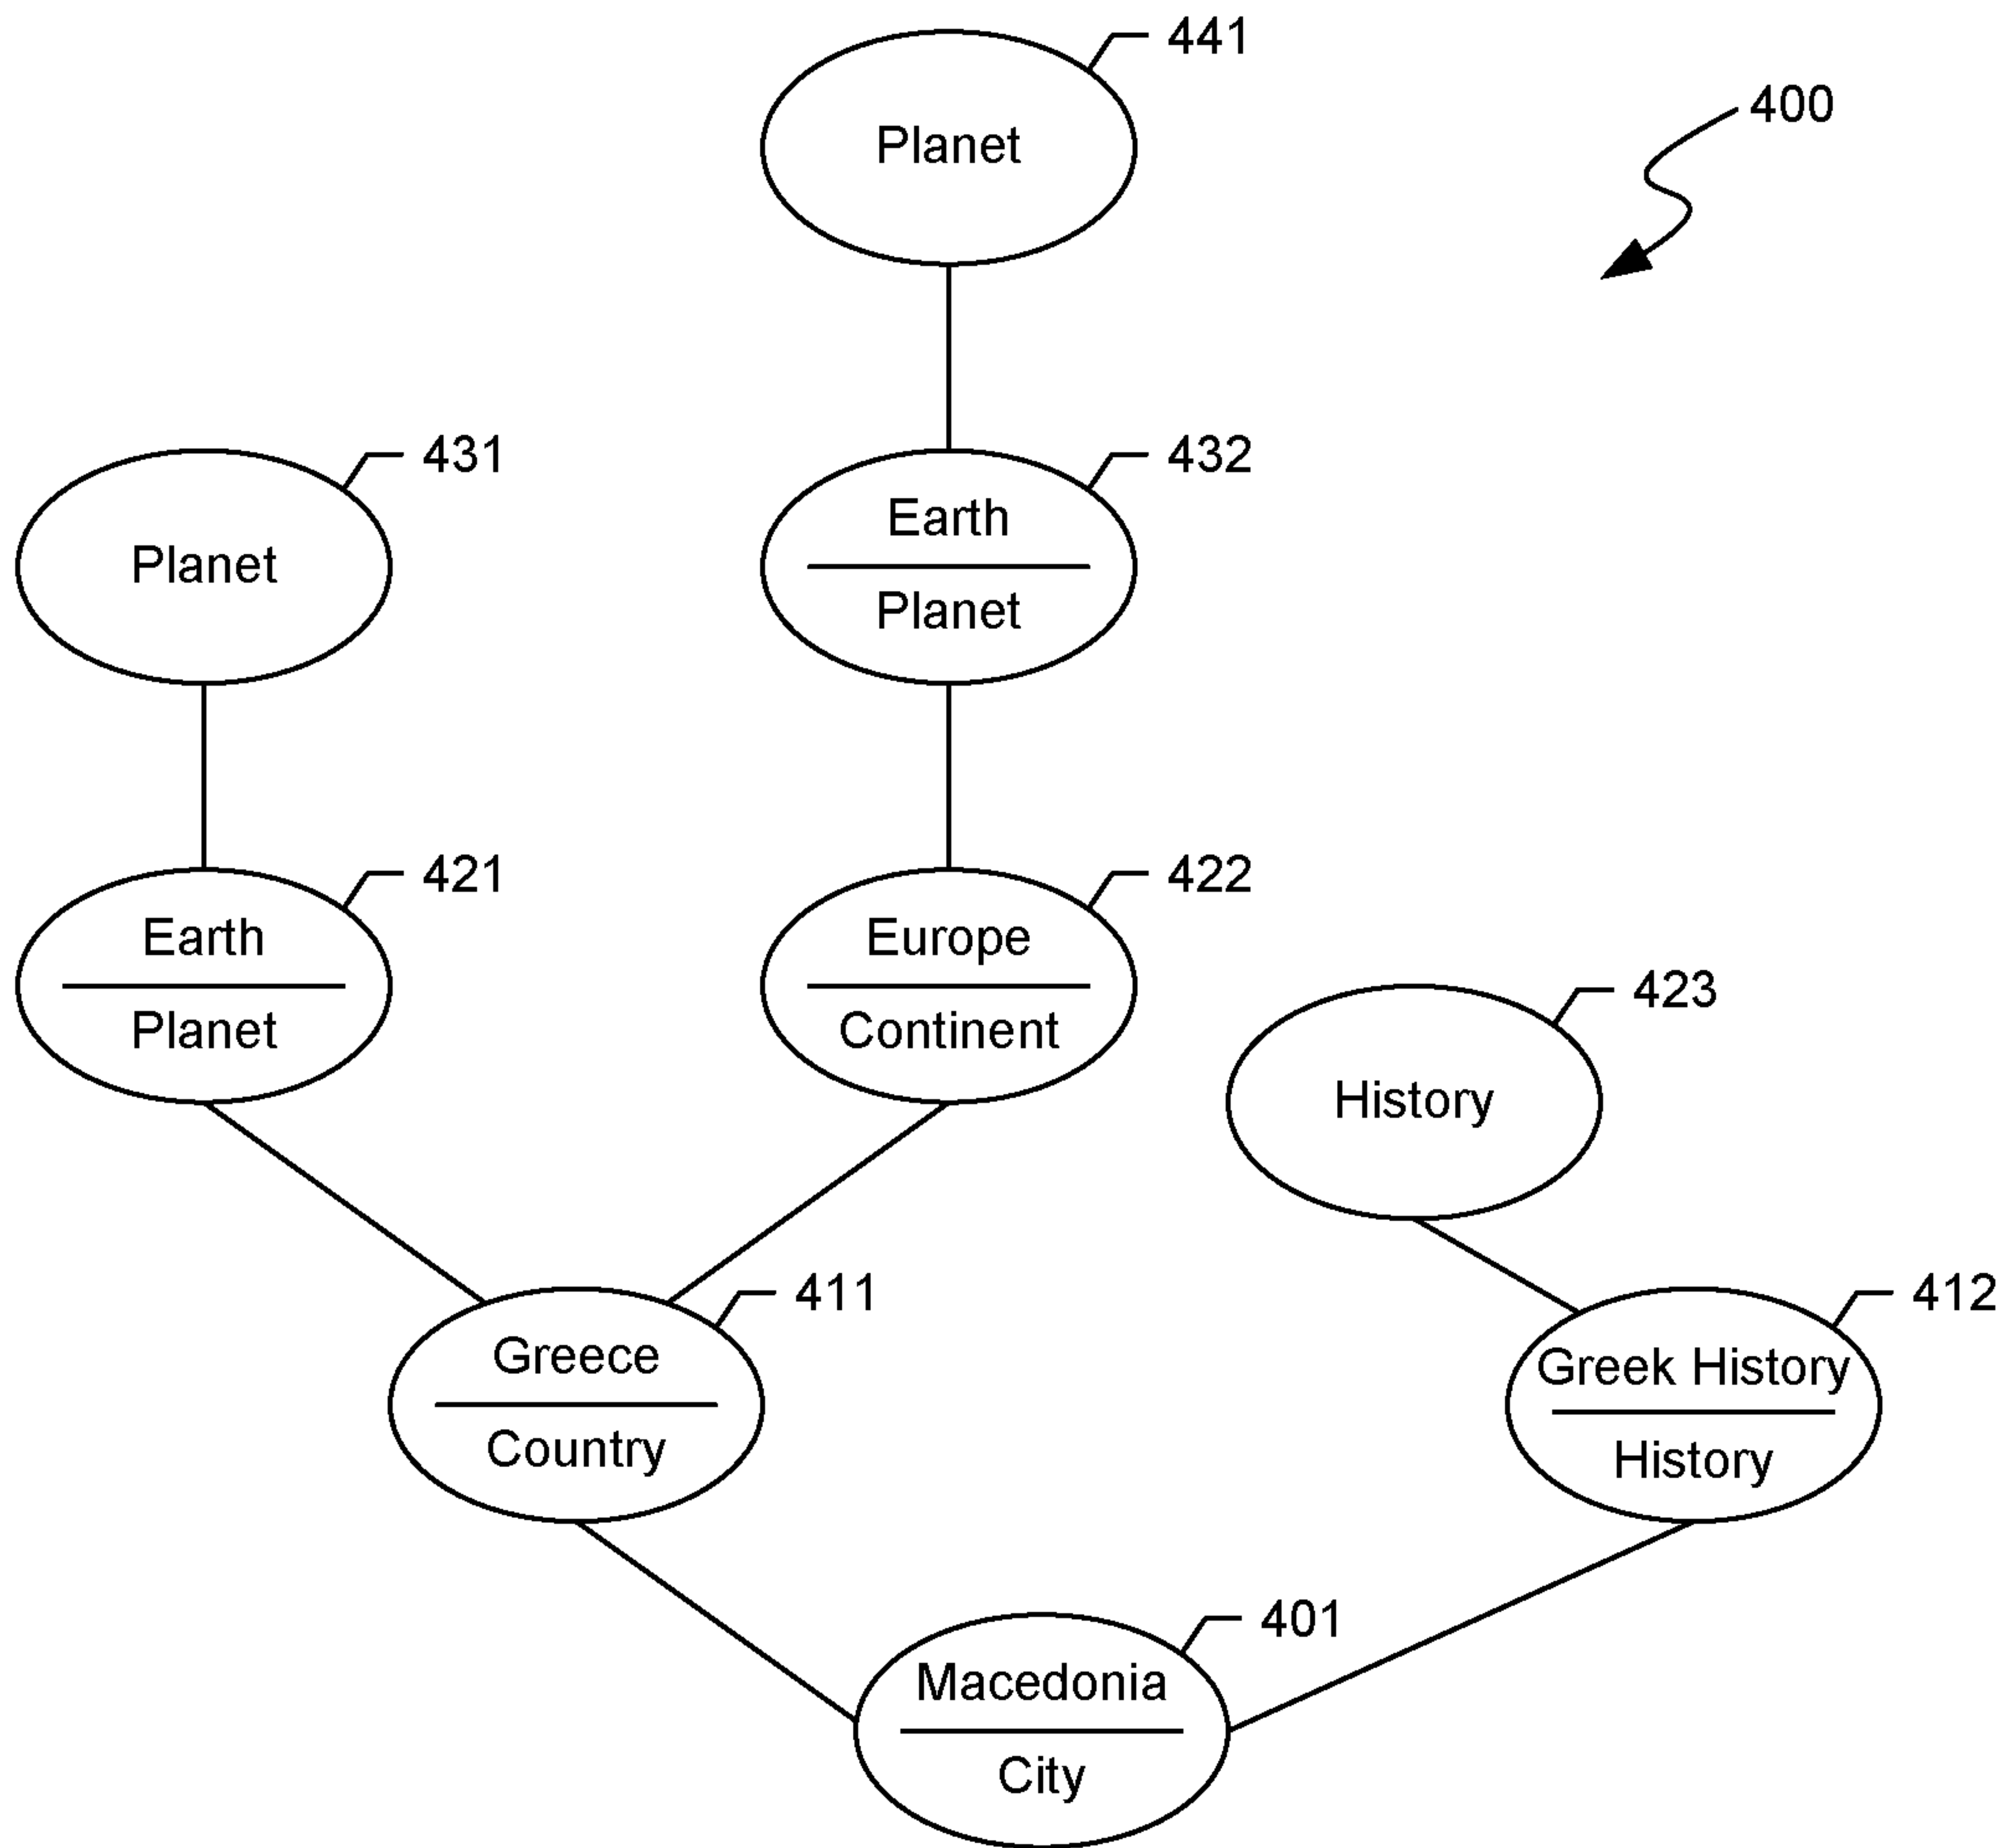 441
400
Planet
431
432
Planet
Earth
Planet
421
422
Earth
Planet
Europe
Continent
423
History
411
412
Greece
Country
Greek History
History
401
Macedonia
City